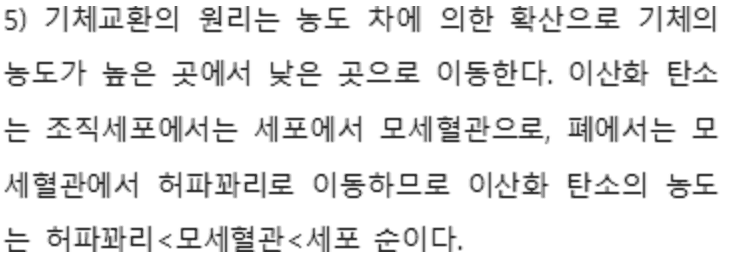 5) 기체교환의 원리는 농도 차에 의한 확산으로 기체의
농도가 높은 곳에서 낮은 곳으로 이동한다. 이산화 탄소
는 조직세포에서는 세포에서 모세혈관으로, 폐에서는 모
세혈관에서 허파꽈리로 이동하므로 이산화 탄소의 농도
는 허파꽈리<모세혈관<세포 순이다.